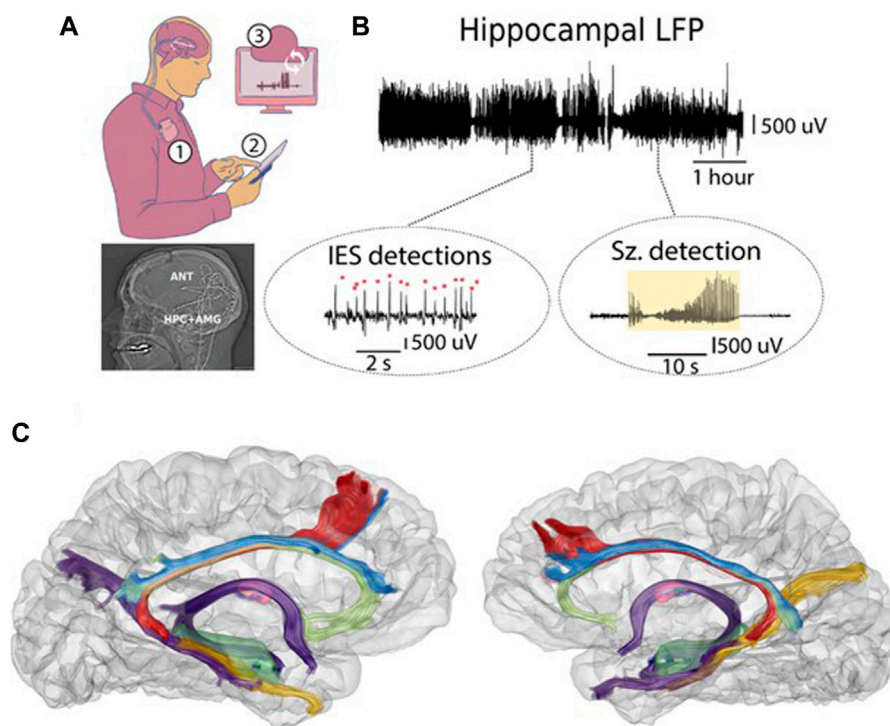 A
3
1
2
ANT
HPC+AMG
B
Hippocampal LFP
500 uV
1 hour
IES detections
500 uV
2 s
Sz. detection
500 uV
10 s
C